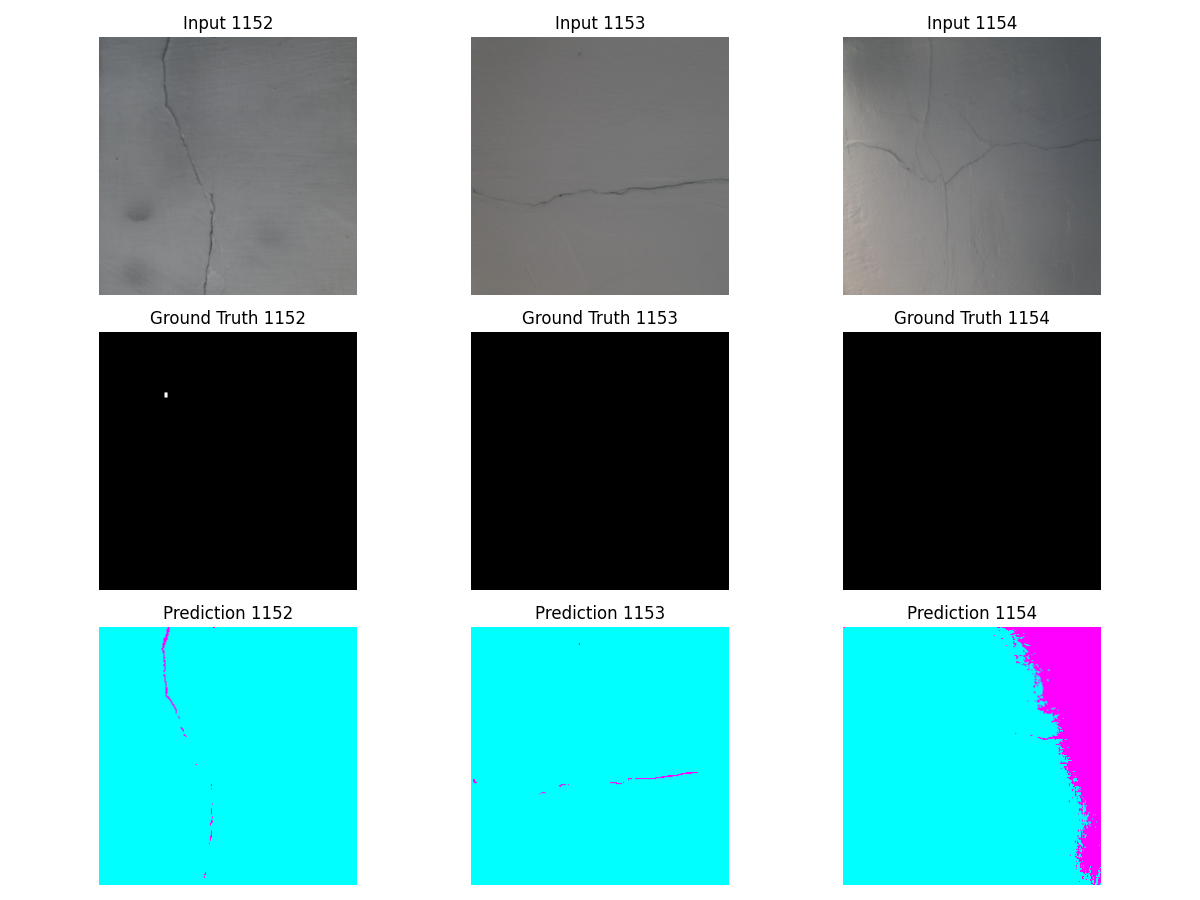 Input 1152
Input 1153
Input 1154
Ground Truth 1152
Ground Truth 1153
Ground Truth 1154
Prediction 1152
Prediction 1153
Prediction 1154